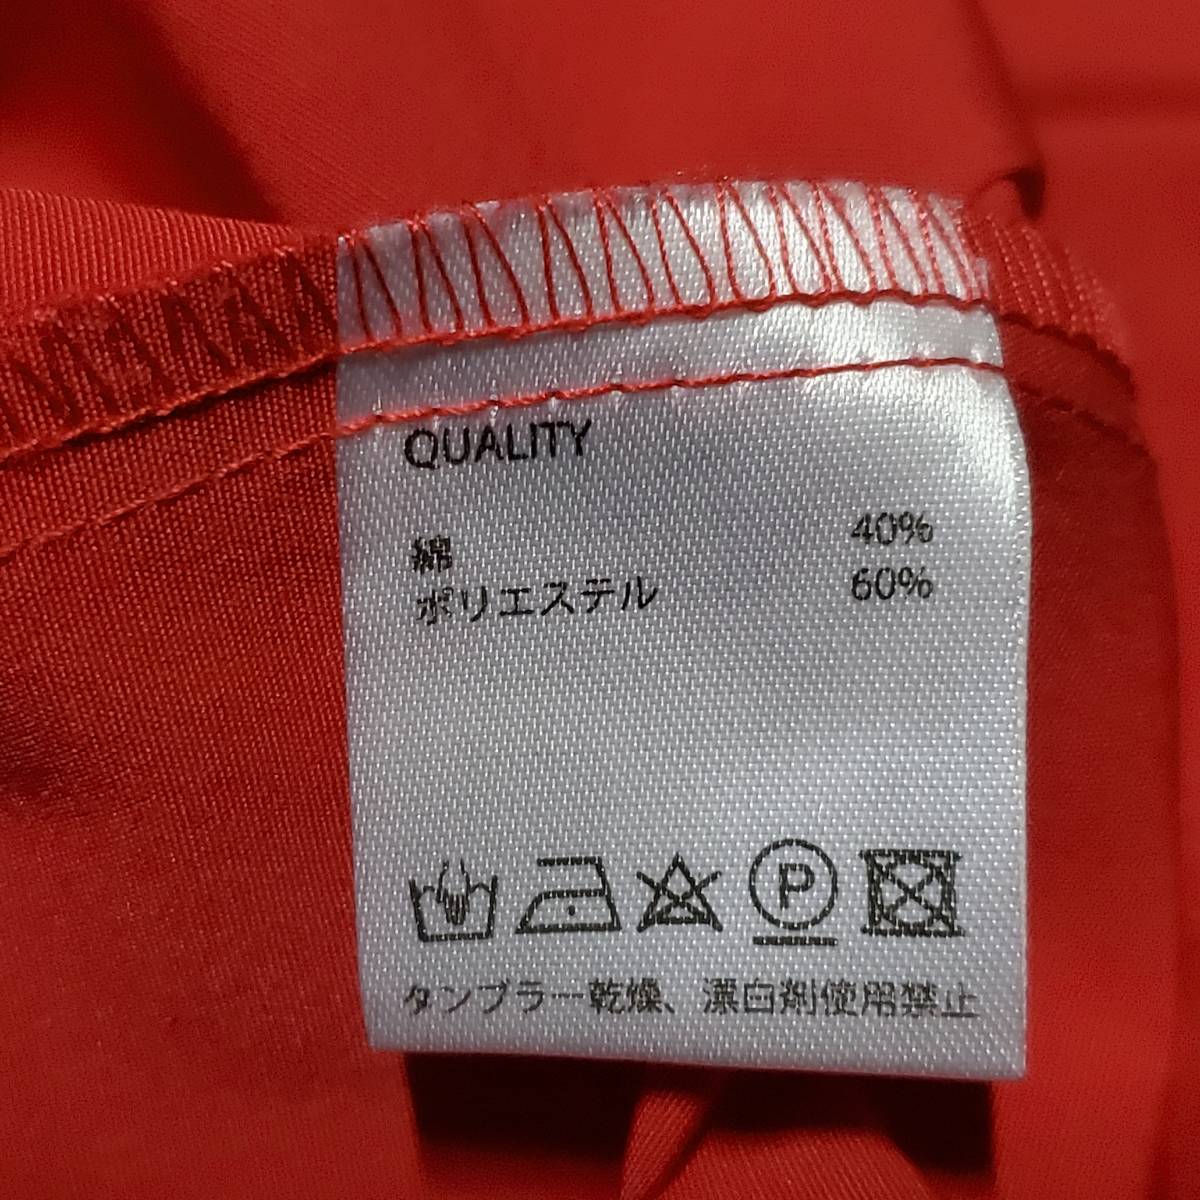 QUALITY
綿 40%
ポリエステル 60%
P
タンブラー乾燥、漂白剤使用禁止